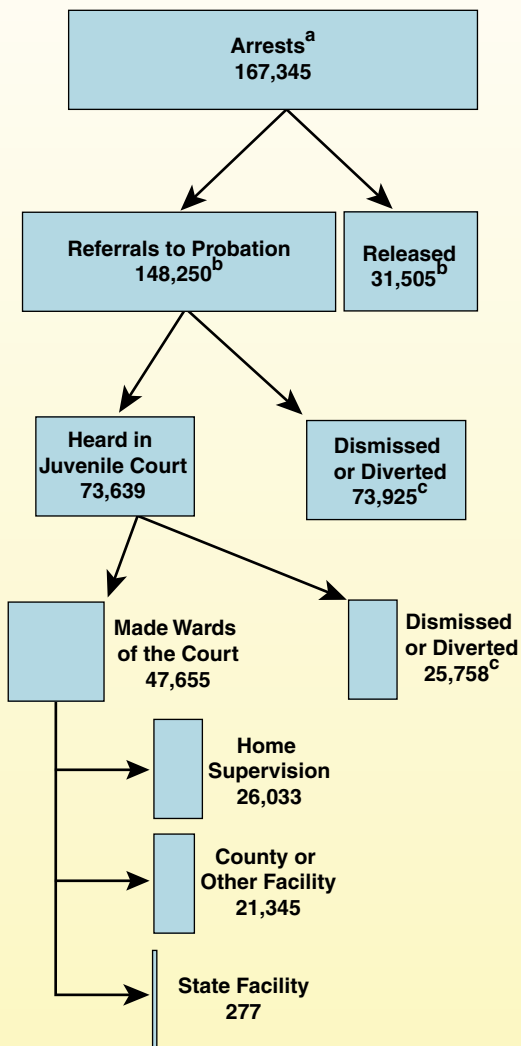 Arrestsa
167,345
Referrals to Probation
148,250b
Released
31,505b
Heard in
Juvenile Court
73,639
Dismissed
or Diverted
73,925c
Made Wards
of the Court
47,655
Dismissed
or Diverted
25,758c
Home
Supervision
26,033
County or
Other Facility
21,345
State Facility
277